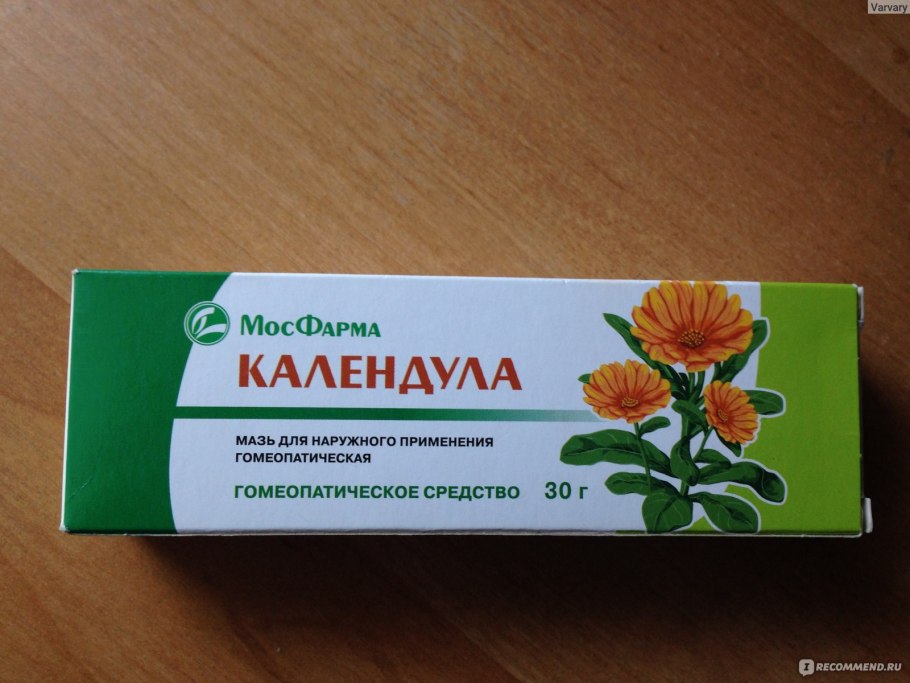 Varvary
МосФарма
КАЛЕНДУЛА
МАЗЬ ДЛЯ НАРУЖНОГО ПРИМЕНЕНИЯ
ГОМЕОПАТИЧЕСКАЯ
ГОМЕОПАТИЧЕСКОЕ СРЕДСТВО 30 г
IRECOMMEND.RU